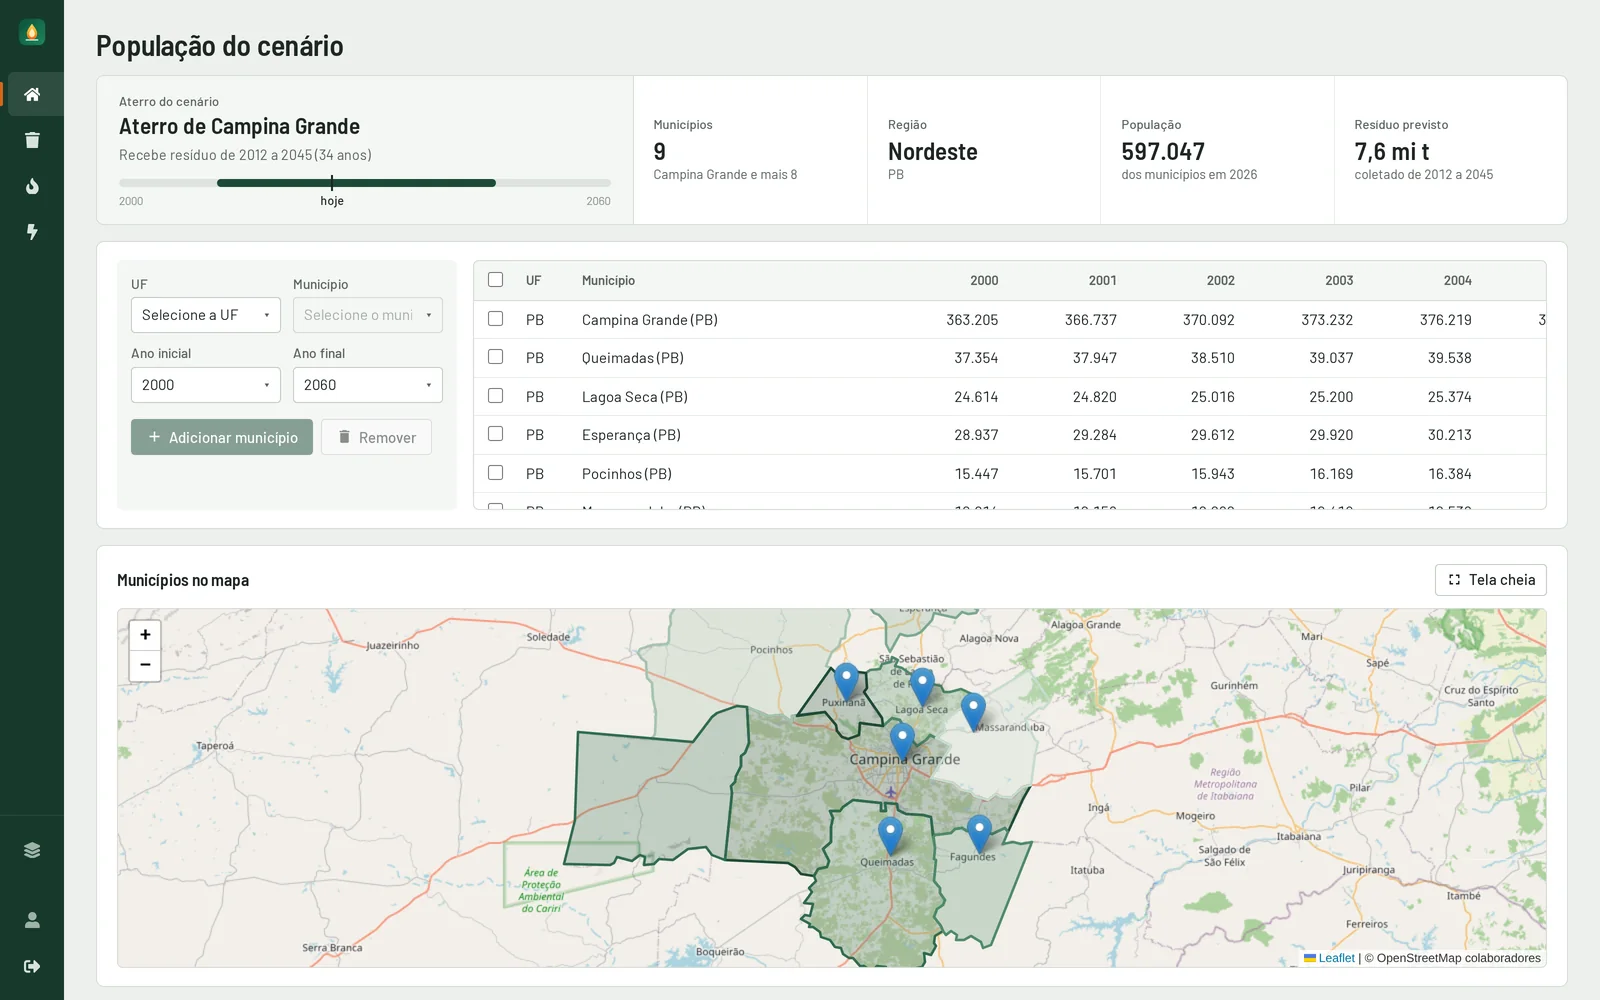 População do cenário
Aterro do cenário
Aterro de Campina Grande
Recebe resíduo de 2012 a 2045 (34 anos)
2000
hoje
2060
Municípios
9
Campina Grande e mais 8
Região
Nordeste
PB
População
597.047
dos municípios em 2026
Resíduo previsto
7,6 mi t
coletado de 2012 a 2045
UF
Município
Selecione a UF
Selecione o muni
Ano inicial
Ano final
2000
2060
+ Adicionar município
Remover
UF Município 2000 2001 2002 2003 2004
PB Campina Grande (PB) 363.205 366.737 370.092 373.232 376.219 3
PB Queimadas (PB) 37.354 37.947 38.510 39.037 39.538
PB Lagoa Seca (PB) 24.614 24.820 25.016 25.200 25.374
PB Esperança (PB) 28.937 29.284 29.612 29.920 30.213
PB Pocinhos (PB) 15.447 15.701 15.943 16.169 16.384
Municípios no mapa
Tela cheia
+
−
Esperança
Soledade
Juazeirinho
Pocinhos
Alagoa Nova
Alagoa Grande
Mari
Sapé
São Sebastião
de L
de R
Gurinhém
Cruz do Espírito
Santo
Puxinanã
Lagoa Seca
Massaranduba
Taperoá
Campina Grande
Região
Metropolitana
de Itabaiana
Pilar
Ingá
Mogeiro
Itabaiana
Salgado de
São Félix
Queimadas
Fagundes
Itatuba
Juripiranga
Área de
Proteção
Ambiental
do Cariri
Itambé
Ferreiros
Serra Branca
Boqueirão
Leaflet | © OpenStreetMap colaboradores